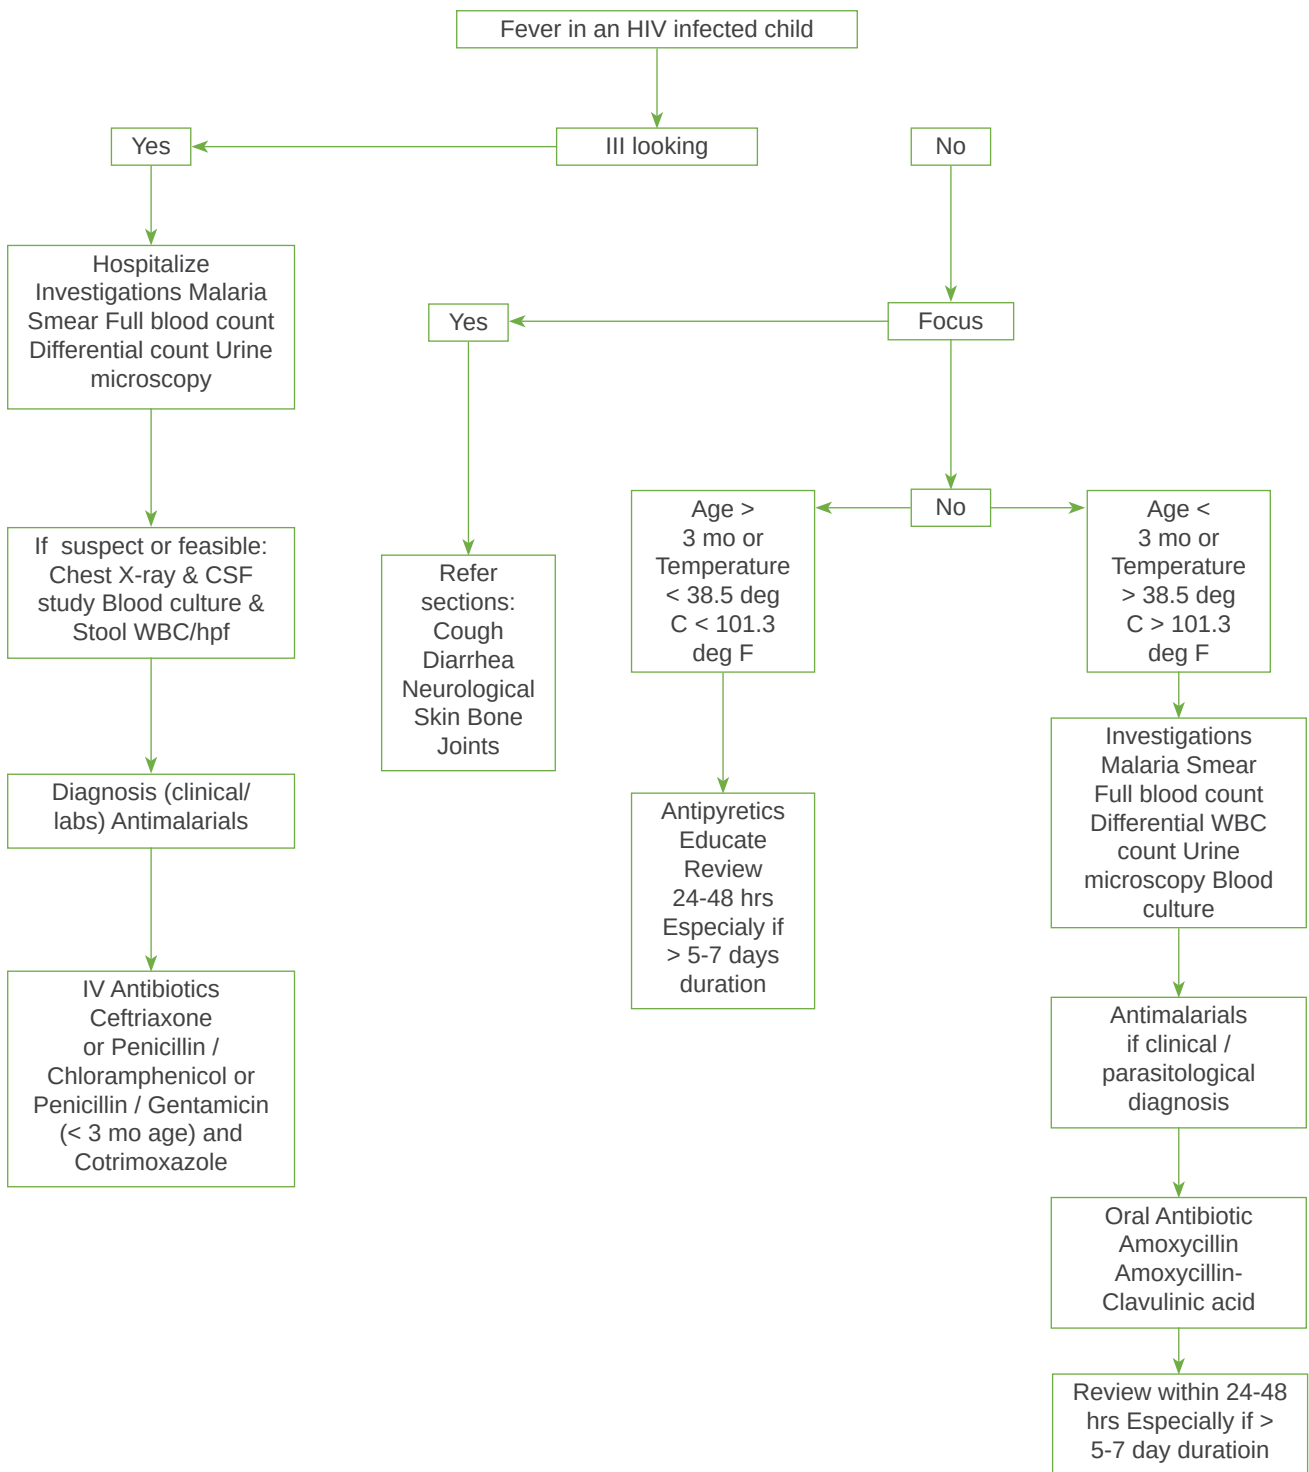 Fever in an HIV infected child
Yes
III looking
No
Hospitalize
Investigations Malaria
Smear Full blood count
Differential count Urine
microscopy
Yes
Focus
If suspect or feasible:
Chest X-ray & CSF
study Blood culture &
Stool WBC/hpf
Refer
sections:
Cough
Diarrhea
Neurological
Skin Bone
Joints
Age >
3 mo or
Temperature
< 38.5 deg
C < 101.3
deg F
No
Age <
3 mo or
Temperature
> 38.5 deg
C > 101.3
deg F
Diagnosis (clinical/
labs) Antimalarials
Antipyretics
Educate
Review
24-48 hrs
Especialy if
> 5-7 days
duration
Investigations
Malaria Smear
Full blood count
Differential WBC
count Urine
microscopy Blood
culture
IV Antibiotics
Ceftriaxone
or Penicillin /
Chloramphenicol or
Penicillin / Gentamicin
(< 3 mo age) and
Cotrimoxazole
Antimalarials
if clinical /
parasitological
diagnosis
Oral Antibiotic
Amoxycillin
Amoxycillin-
Clavulinic acid
Review within 24-48
hrs Especially if >
5-7 day duratioin